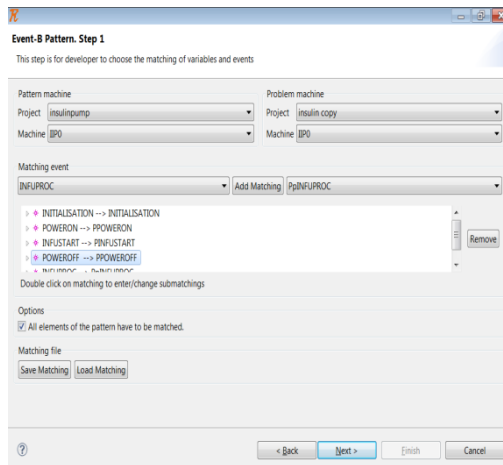 Event-B Pattern. Step 1
This step is for developer to choose the matching of variables and events
Pattern machine Problem machine
Project insulinpump Project insulin copy
Machine IIP0 Machine IIP0
Matching event
INFUPROC Add Matching PpINFUPROC
INITIALISATION --> INITIALISATION
POWERON --> PPOWERON
INFUSTART --> PINFUSTART
Remove
POWEROFF --> PPOWEROFF
INFUPROC --> PpINFUPROC
Double click on matching to enter/change submatchings
Options
All elements of the pattern have to be matched.
Matching file
Save Matching Load Matching
? < Back Next > Finish Cancel